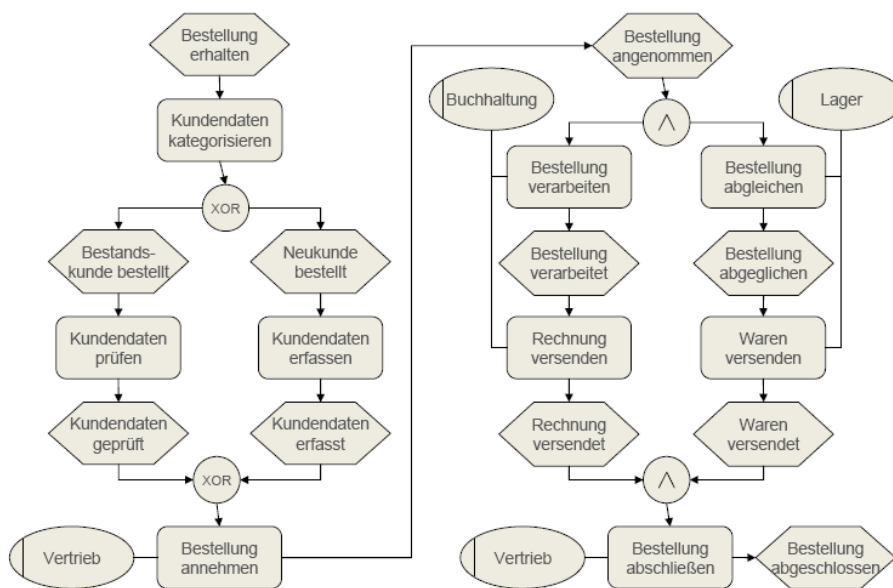 Bestellung
erhalten
Kundendaten
kategorisieren
XOR
Bestands-
kunde bestellt
Neukunde
bestellt
Kundendaten
prüfen
Kundendaten
erfassen
Kundendaten
geprüft
Kundendaten
erfasst
XOR
Vertrieb
Bestellung
annehmen
Bestellung
angenommen
Buchhaltung
∧
Lager
Bestellung
verarbeiten
Bestellung
abgleichen
Bestellung
verarbeitet
Bestellung
abgeglichen
Rechnung
versenden
Waren
versenden
Rechnung
versendet
Waren
versendet
∧
Vertrieb
Bestellung
abschließen
Bestellung
abgeschlossen